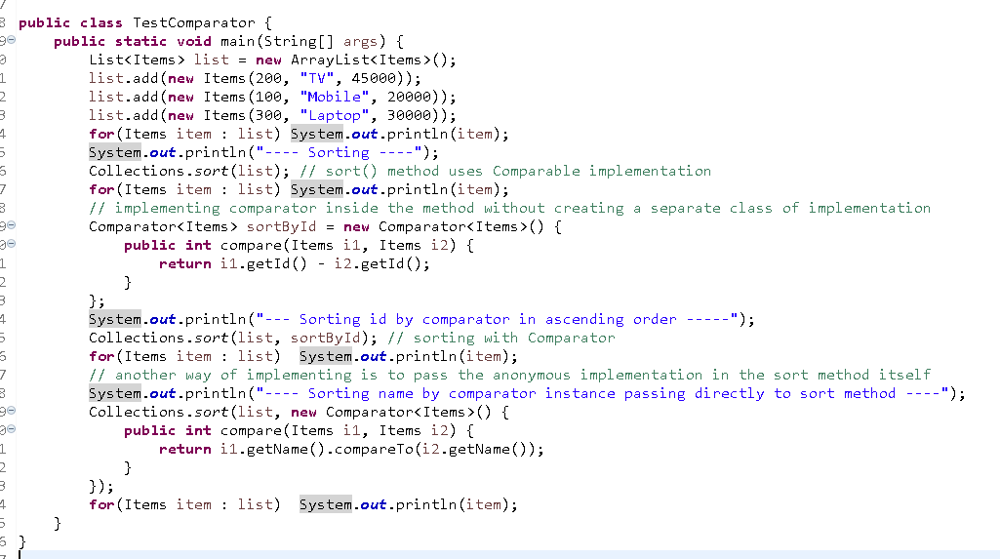 public class TestComparator {
public static void main(String[] args) {
List<Items> list = new ArrayList<Items>();
list.add(new Items(200, "TV", 45000));
list.add(new Items(100, "Mobile", 20000));
list.add(new Items(300, "Laptop", 30000));
for(Items item : list) System.out.println(item);
System.out.println("---- Sorting ----");
Collections.sort(list); // sort() method uses Comparable implementation
for(Items item : list) System.out.println(item);
// implementing comparator inside the method without creating a separate class of implementation
Comparator<Items> sortById = new Comparator<Items>() {
public int compare(Items i1, Items i2) {
return i1.getId() - i2.getId();
}
};
System.out.println("--- Sorting id by comparator in ascending order -----");
Collections.sort(list, sortById); // sorting with Comparator
for(Items item : list)  System.out.println(item);
// another way of implementing is to pass the anonymous implementation in the sort method itself
System.out.println("---- Sorting name by comparator instance passing directly to sort method ----");
Collections.sort(list, new Comparator<Items>() {
public int compare(Items i1, Items i2) {
return i1.getName().compareTo(i2.getName());
}
});
for(Items item : list)  System.out.println(item);
}
}